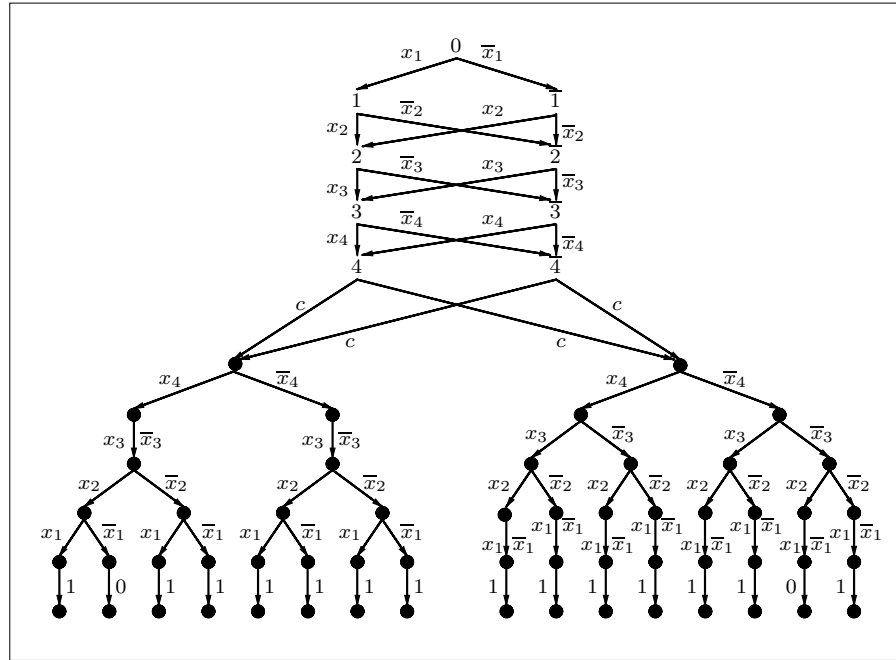 0
x₁ x̅₁
1 1̅
x̅₂ x₂
x₂ x̅₂
2 2̅
x̅₃ x₃
x₃ x̅₃
3 3̅
x̅₄ x₄
x₄ x̅₄
4 4̅
c c
c c
x₄ x̅₄ x₄ x̅₄
x₃ x̅₃ x₃ x̅₃ x₃ x̅₃ x₃ x̅₃
x₂ x̅₂ x₂ x̅₂ x₂ x̅₂ x₂ x̅₂ x₂ x̅₂ x₂ x̅₂
x₁ x̅₁ x₁ x̅₁ x₁ x̅₁ x₁ x̅₁ x₁ x̅₁ x₁ x̅₁ x₁ x̅₁ x₁ x̅₁
x₁ x̅₁ x₁ x̅₁ x₁ x̅₁ x₁ x̅₁
1 0 1 1 1 1 1 1 1 1 1 1 1 1 0 1